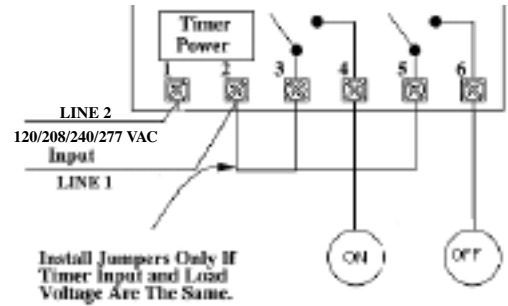 Timer
Power
1 2 3 4 5 6
LINE 2
120/208/240/277 VAC
Input
LINE 1
Install Jumpers Only If
Timer Input and Load
Voltage Are The Same.
ON
OFF